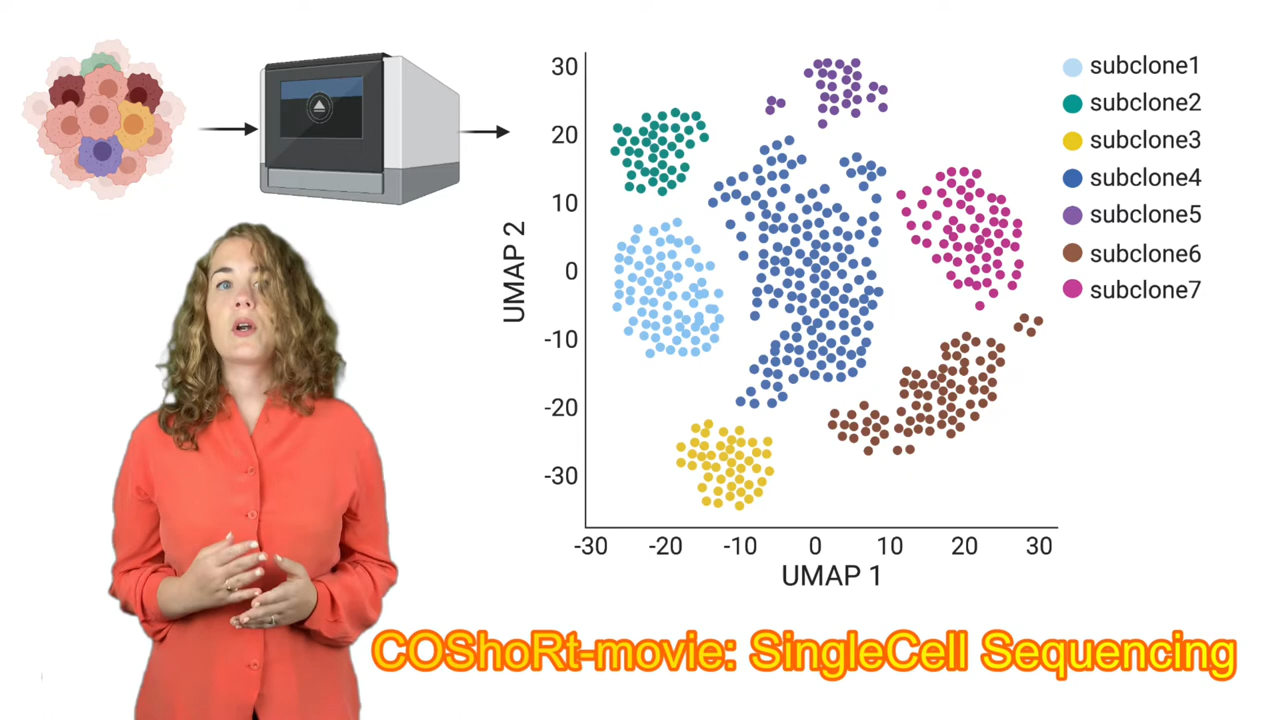 30
20
10
0
-10
-20
-30
UMAP 2
-30 -20 -10 0 10 20 30
UMAP 1
subclone1
subclone2
subclone3
subclone4
subclone5
subclone6
subclone7
COShoRt-movie: SingleCell Sequencing